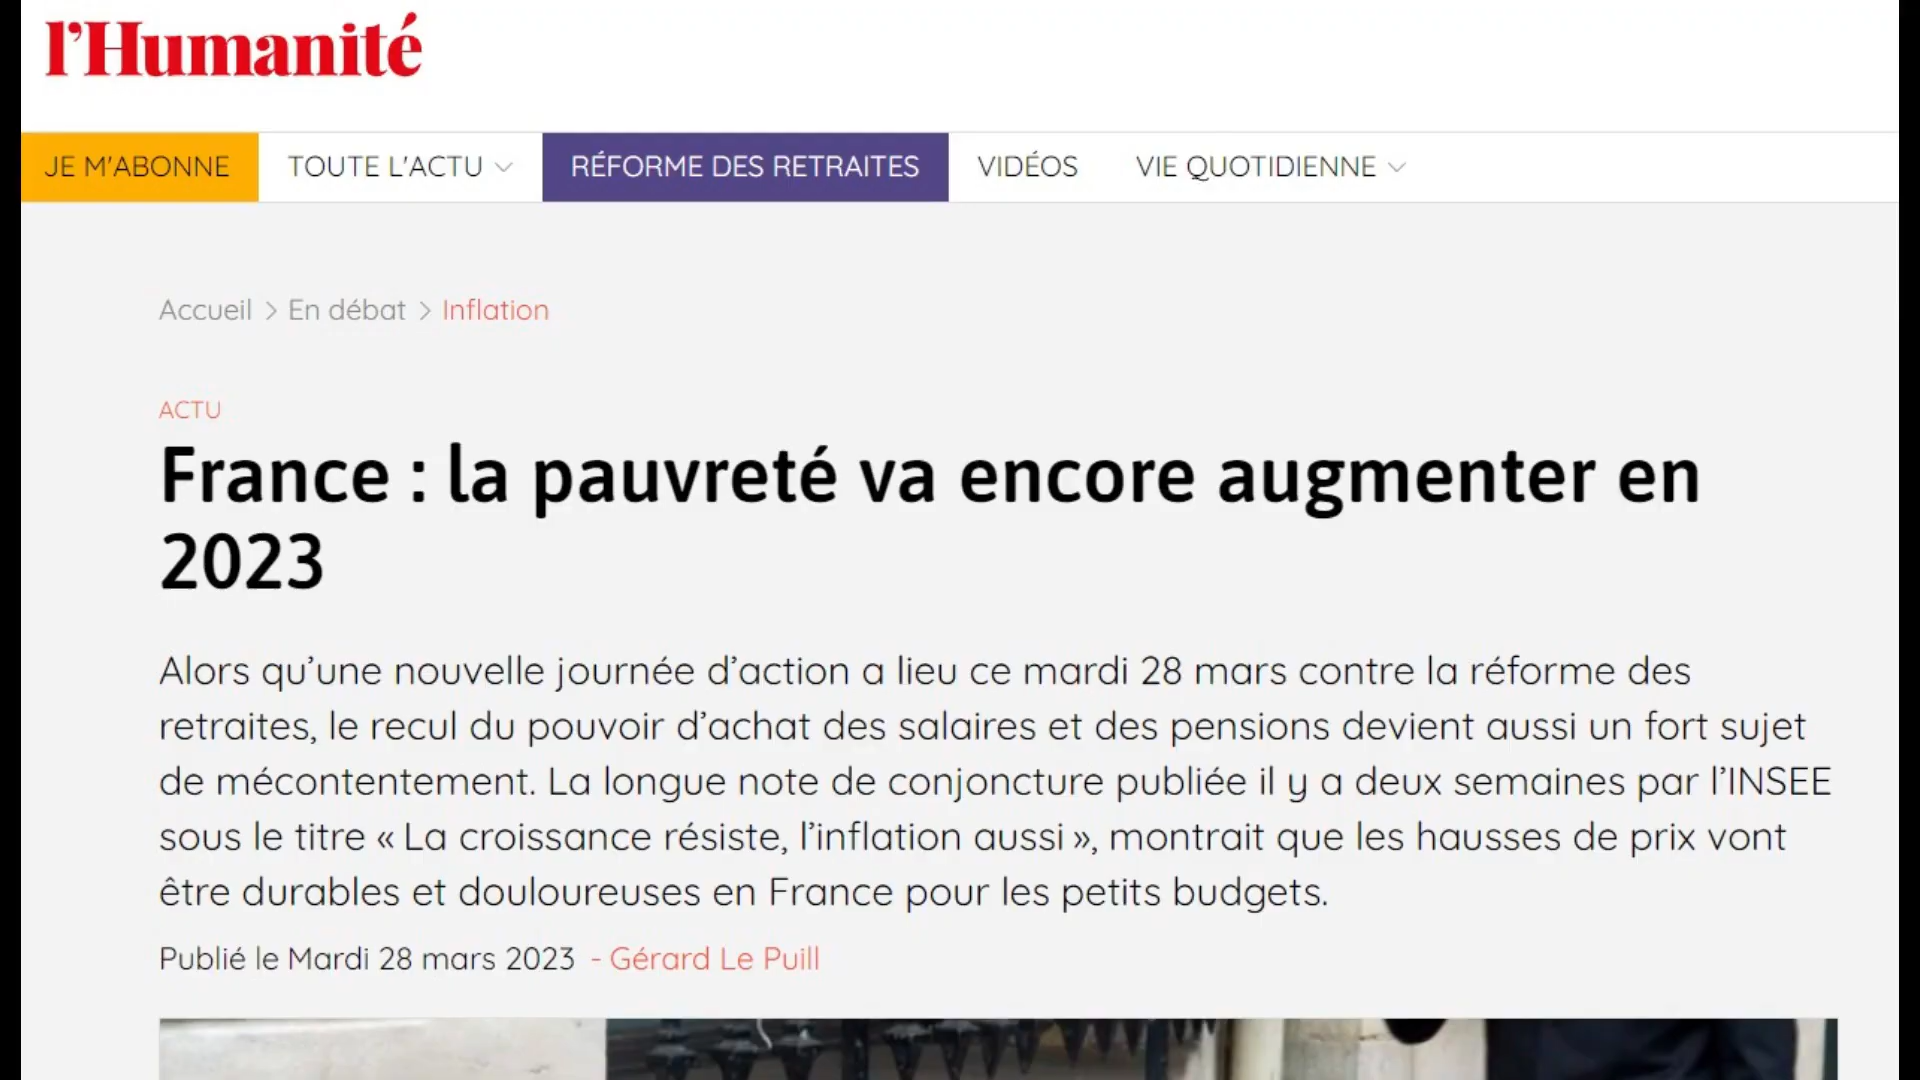 l'Humanité
JE M'ABONNE TOUTE L'ACTU RÉFORME DES RETRAITES VIDÉOS VIE QUOTIDIENNE
Accueil > En débat > Inflation
ACTU
France : la pauvreté va encore augmenter en
2023
Alors qu’une nouvelle journée d’action a lieu ce mardi 28 mars contre la réforme des
retraites, le recul du pouvoir d’achat des salaires et des pensions devient aussi un fort sujet
de mécontentement. La longue note de conjoncture publiée il y a deux semaines par l’INSEE
sous le titre « La croissance résiste, l’inflation aussi », montrait que les hausses de prix vont
être durables et douloureuses en France pour les petits budgets.
Publié le Mardi 28 mars 2023 - Gérard Le Puill